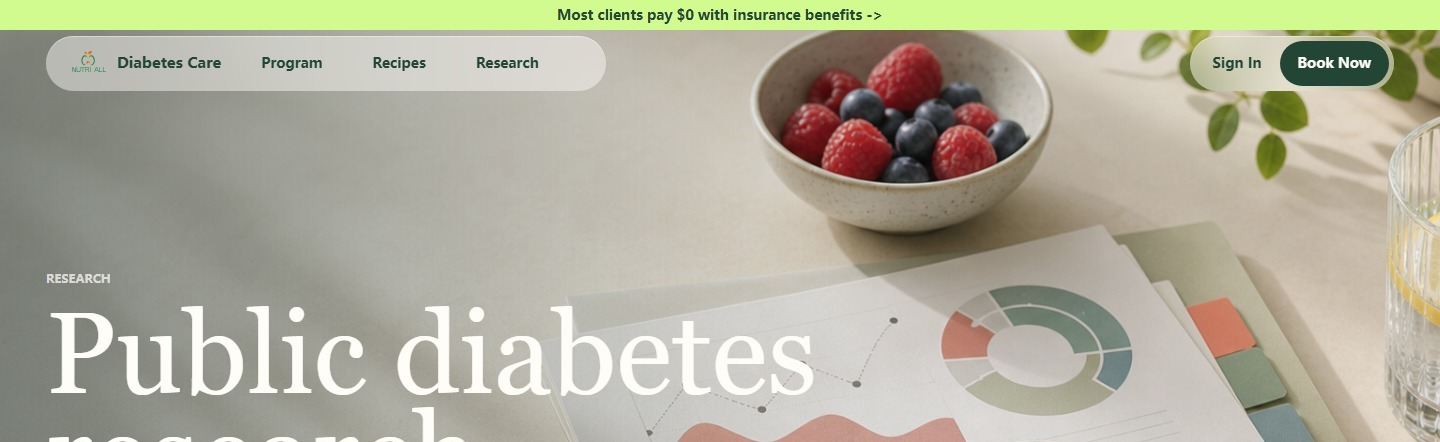 Most clients pay $0 with insurance benefits ->
NUTRI ALL
Diabetes Care
Program
Recipes
Research
Sign In
Book Now
RESEARCH
Public diabetes
research